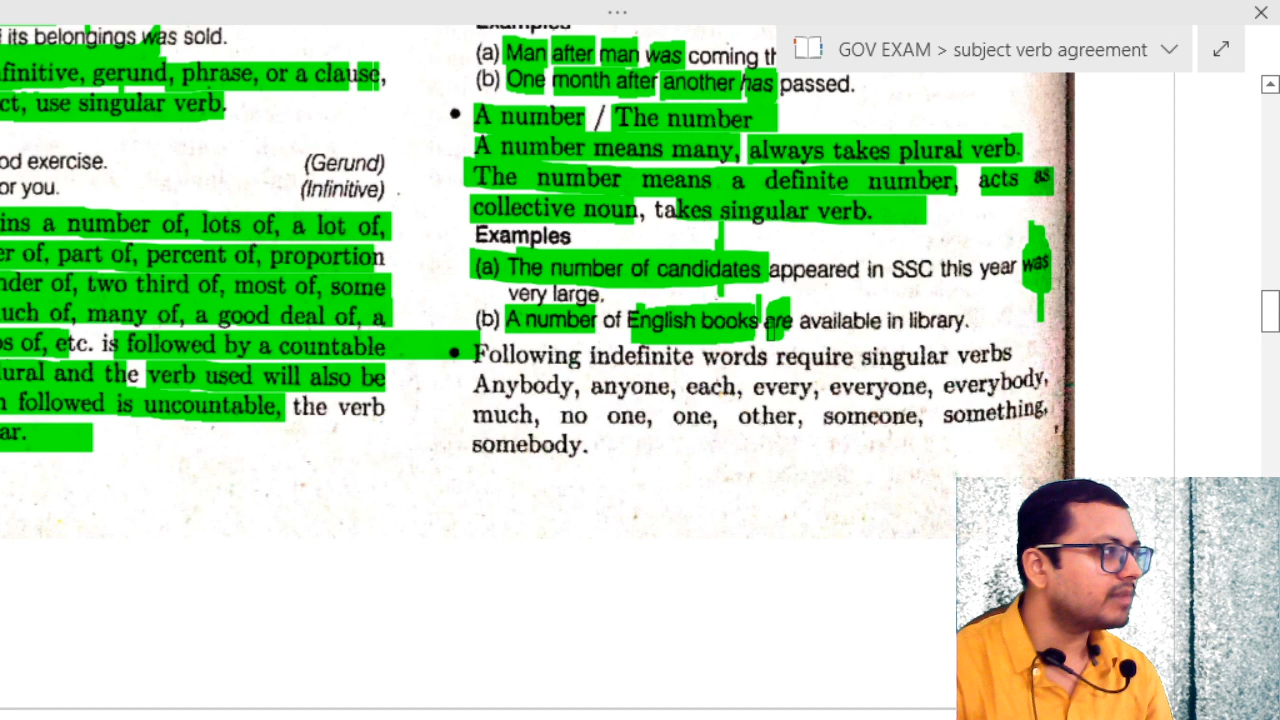 GOV EXAM > subject verb agreement
its belongings was sold.
finitive, gerund, phrase, or a clause,
ct, use singular verb.
od exercise. (Gerund)
or you. (Infinitive)
ins a number of, lots of, a lot of,
er of, part of, percent of, proportion
nder of, two third of, most of, some
uch of, many of, a good deal of, a
s of, etc. is followed by a countable
ural and the verb used will also be
n followed is uncountable, the verb
ar.
Examples
(a) Man after man was coming th
(b) One month after another has passed.
• A number / The number
A number means many, always takes plural verb.
The number means a definite number, acts as
collective noun, takes singular verb.
Examples
(a) The number of candidates appeared in SSC this year was
very large.
(b) A number of English books are available in library.
• Following indefinite words require singular verbs
Anybody, anyone, each, every, everyone, everybody,
much, no one, one, other, someone, something,
somebody.